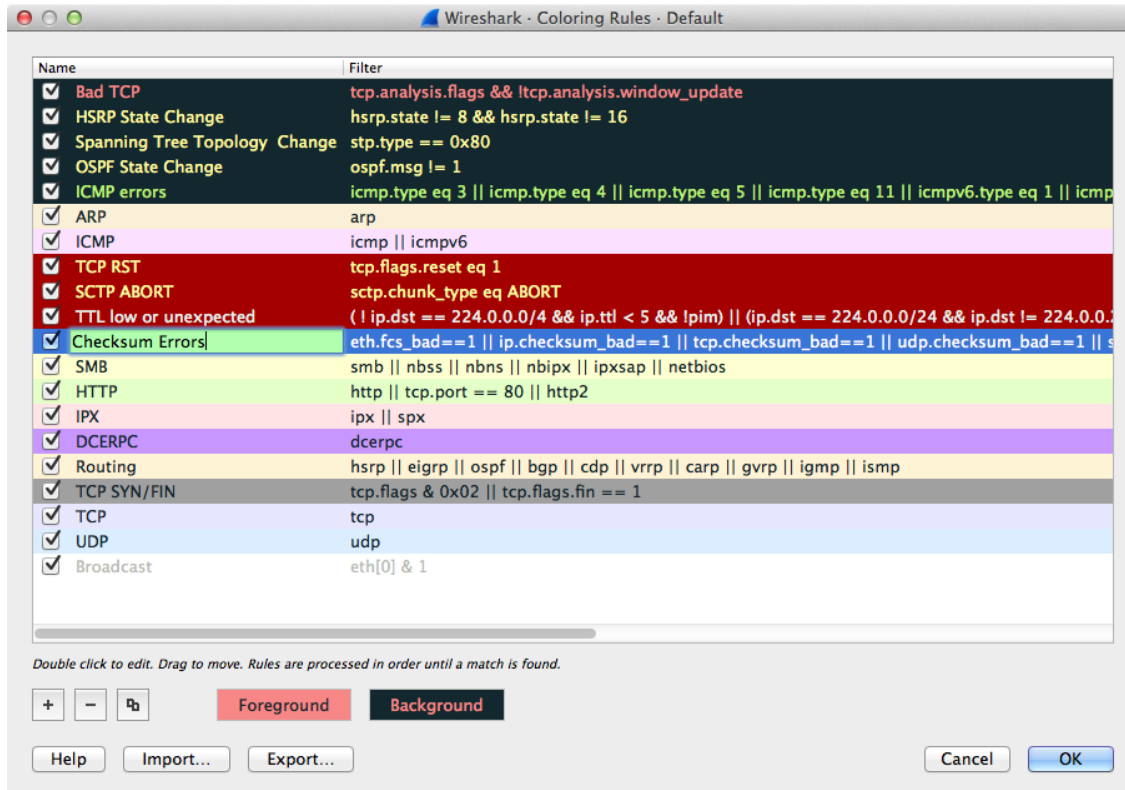 Wireshark · Coloring Rules · Default
Name Filter
Bad TCP tcp.analysis.flags && !tcp.analysis.window_update
HSRP State Change hsrp.state != 8 && hsrp.state != 16
Spanning Tree Topology  Change stp.type == 0x80
OSPF State Change ospf.msg != 1
ICMP errors icmp.type eq 3 || icmp.type eq 4 || icmp.type eq 5 || icmp.type eq 11 || icmpv6.type eq 1 || icmp
ARP arp
ICMP icmp || icmpv6
TCP RST tcp.flags.reset eq 1
SCTP ABORT sctp.chunk_type eq ABORT
TTL low or unexpected ( ! ip.dst == 224.0.0.0/4 && ip.ttl < 5 && !pim) || (ip.dst == 224.0.0.0/24 && ip.dst != 224.0.0.
Checksum Errors eth.fcs_bad==1 || ip.checksum_bad==1 || tcp.checksum_bad==1 || udp.checksum_bad==1 || s
SMB smb || nbss || nbns || nbipx || ipxsap || netbios
HTTP http || tcp.port == 80 || http2
IPX ipx || spx
DCERPC dcerpc
Routing hsrp || eigrp || ospf || bgp || cdp || vrrp || carp || gvrp || igmp || ismp
TCP SYN/FIN tcp.flags & 0x02 || tcp.flags.fin == 1
TCP tcp
UDP udp
Broadcast eth[0] & 1
Double click to edit. Drag to move. Rules are processed in order until a match is found.
+ − Foreground Background
Help Import... Export... Cancel OK